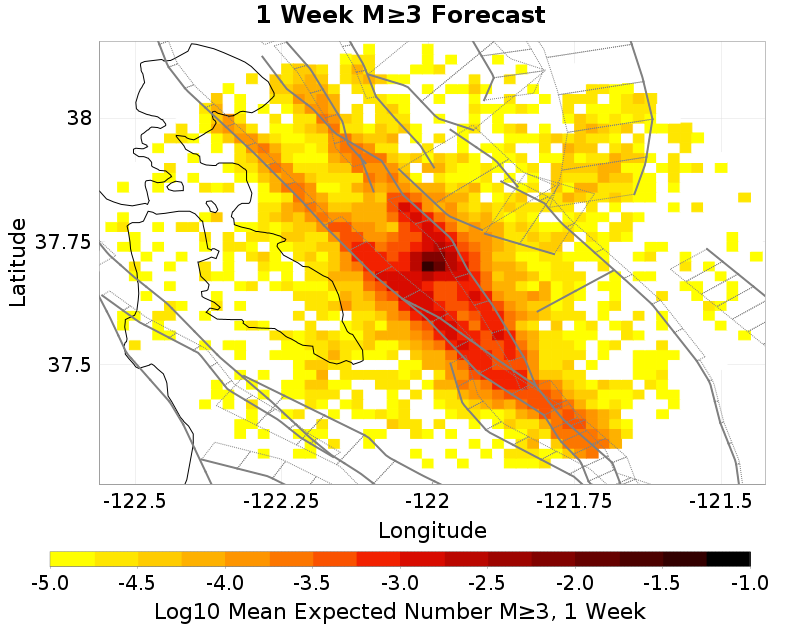 1 Week M≥3 Forecast
38
37.75
37.5
Latitude
-122.5 -122.25 -122 -121.75 -121.5
Longitude
-5.0 -4.5 -4.0 -3.5 -3.0 -2.5 -2.0 -1.5 -1.0
Log10 Mean Expected Number M≥3, 1 Week